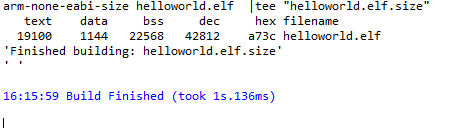 arm-none-eabi-size helloworld.elf  |tee "helloworld.elf.size"
   text    data     bss     dec     hex filename
  19100    1144   22568   42812    a73c helloworld.elf
'Finished building: helloworld.elf.size'
' '
16:15:59 Build Finished (took 1s.136ms)